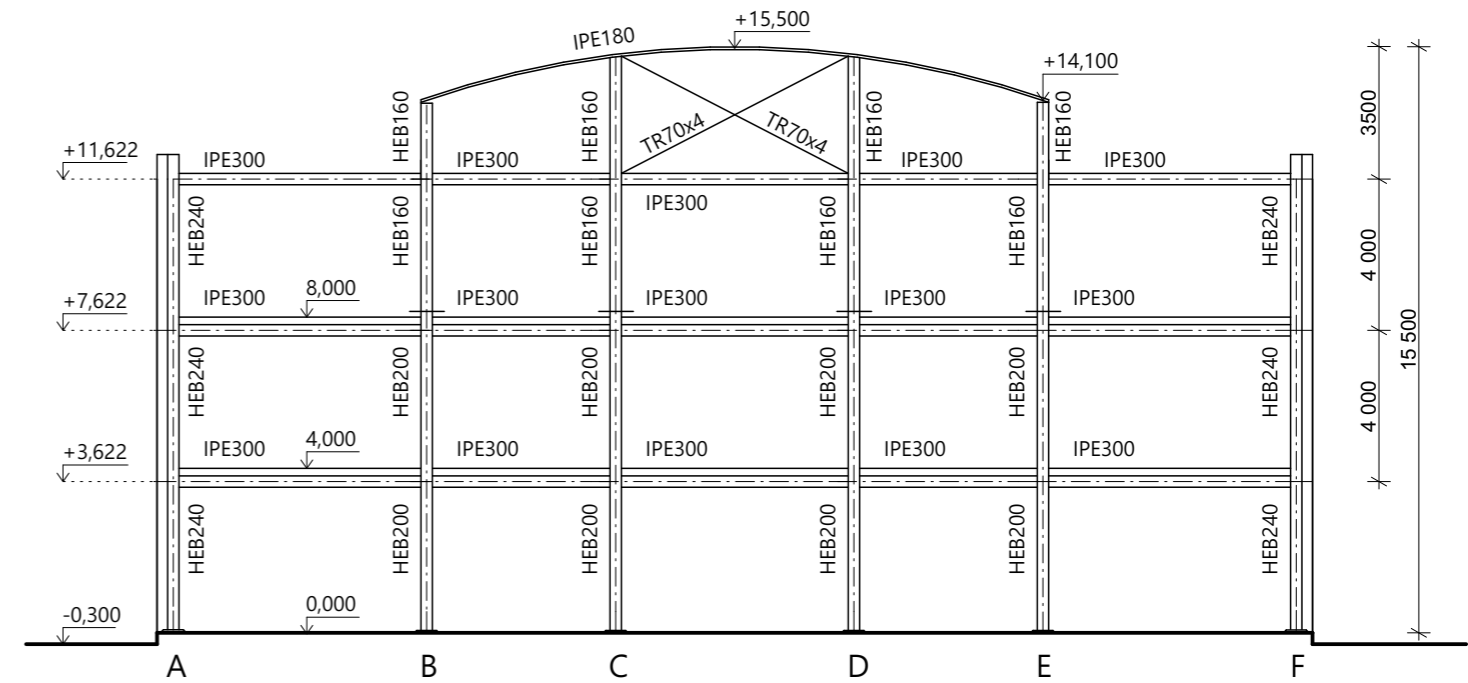 +15,500
IPE180
+14,100
HEB160
HEB160
TR70x4
TR70x4
HEB160
HEB160
3500
+11,622
IPE300
IPE300
IPE300
IPE300
HEB240
HEB160
HEB160
IPE300
HEB160
HEB160
HEB240
4 000
+7,622
IPE300
8,000
IPE300
IPE300
IPE300
IPE300
15 500
HEB240
HEB200
HEB200
HEB200
HEB200
HEB240
4 000
+3,622
IPE300
4,000
IPE300
IPE300
IPE300
IPE300
HEB240
HEB200
HEB200
HEB200
HEB200
HEB240
-0,300
0,000
A B C D E F